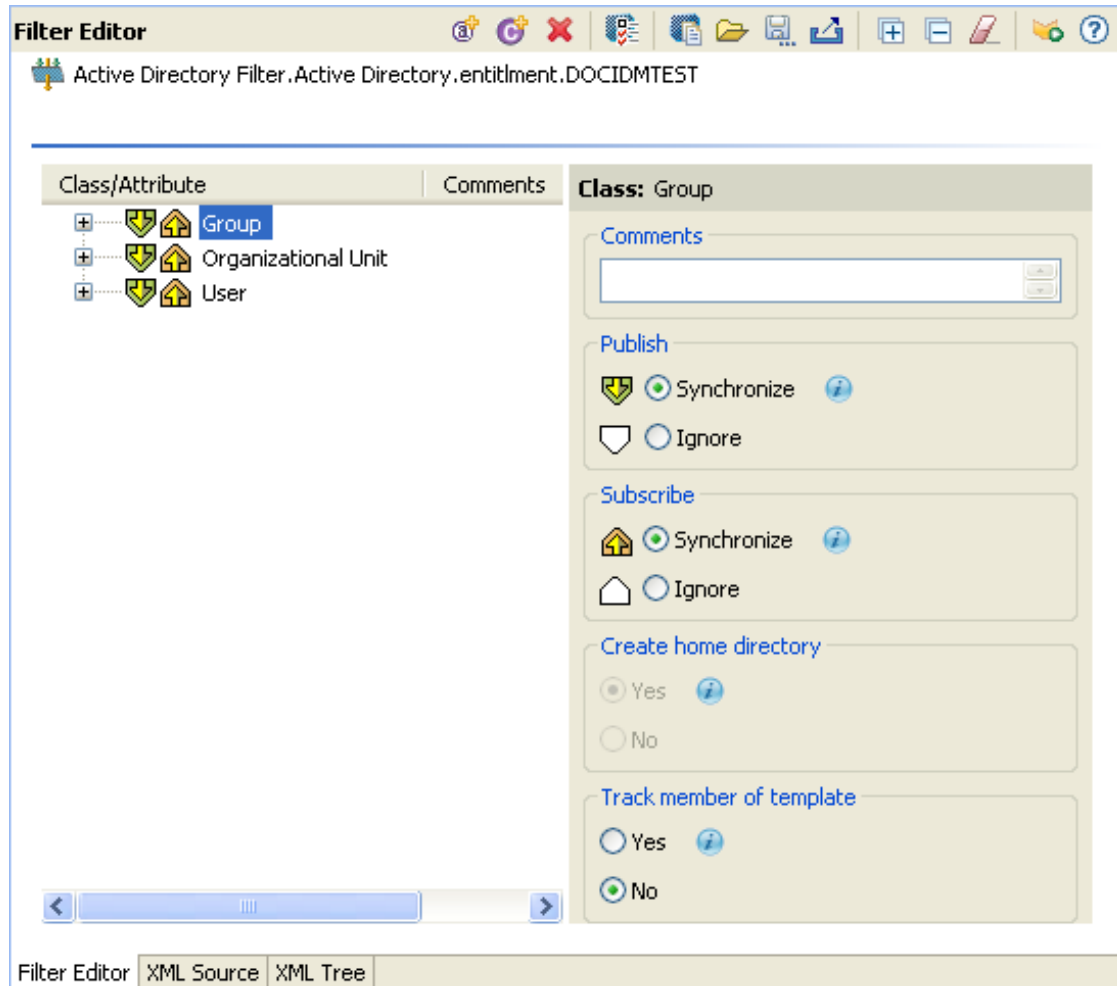 Filter Editor
Active Directory Filter.Active Directory.entitlment.DOCIDMTEST
Class/Attribute Comments
Group
Organizational Unit
User
Class: Group
Comments
Publish
Synchronize
Ignore
Subscribe
Synchronize
Ignore
Create home directory
Yes
No
Track member of template
Yes
No
Filter Editor XML Source XML Tree